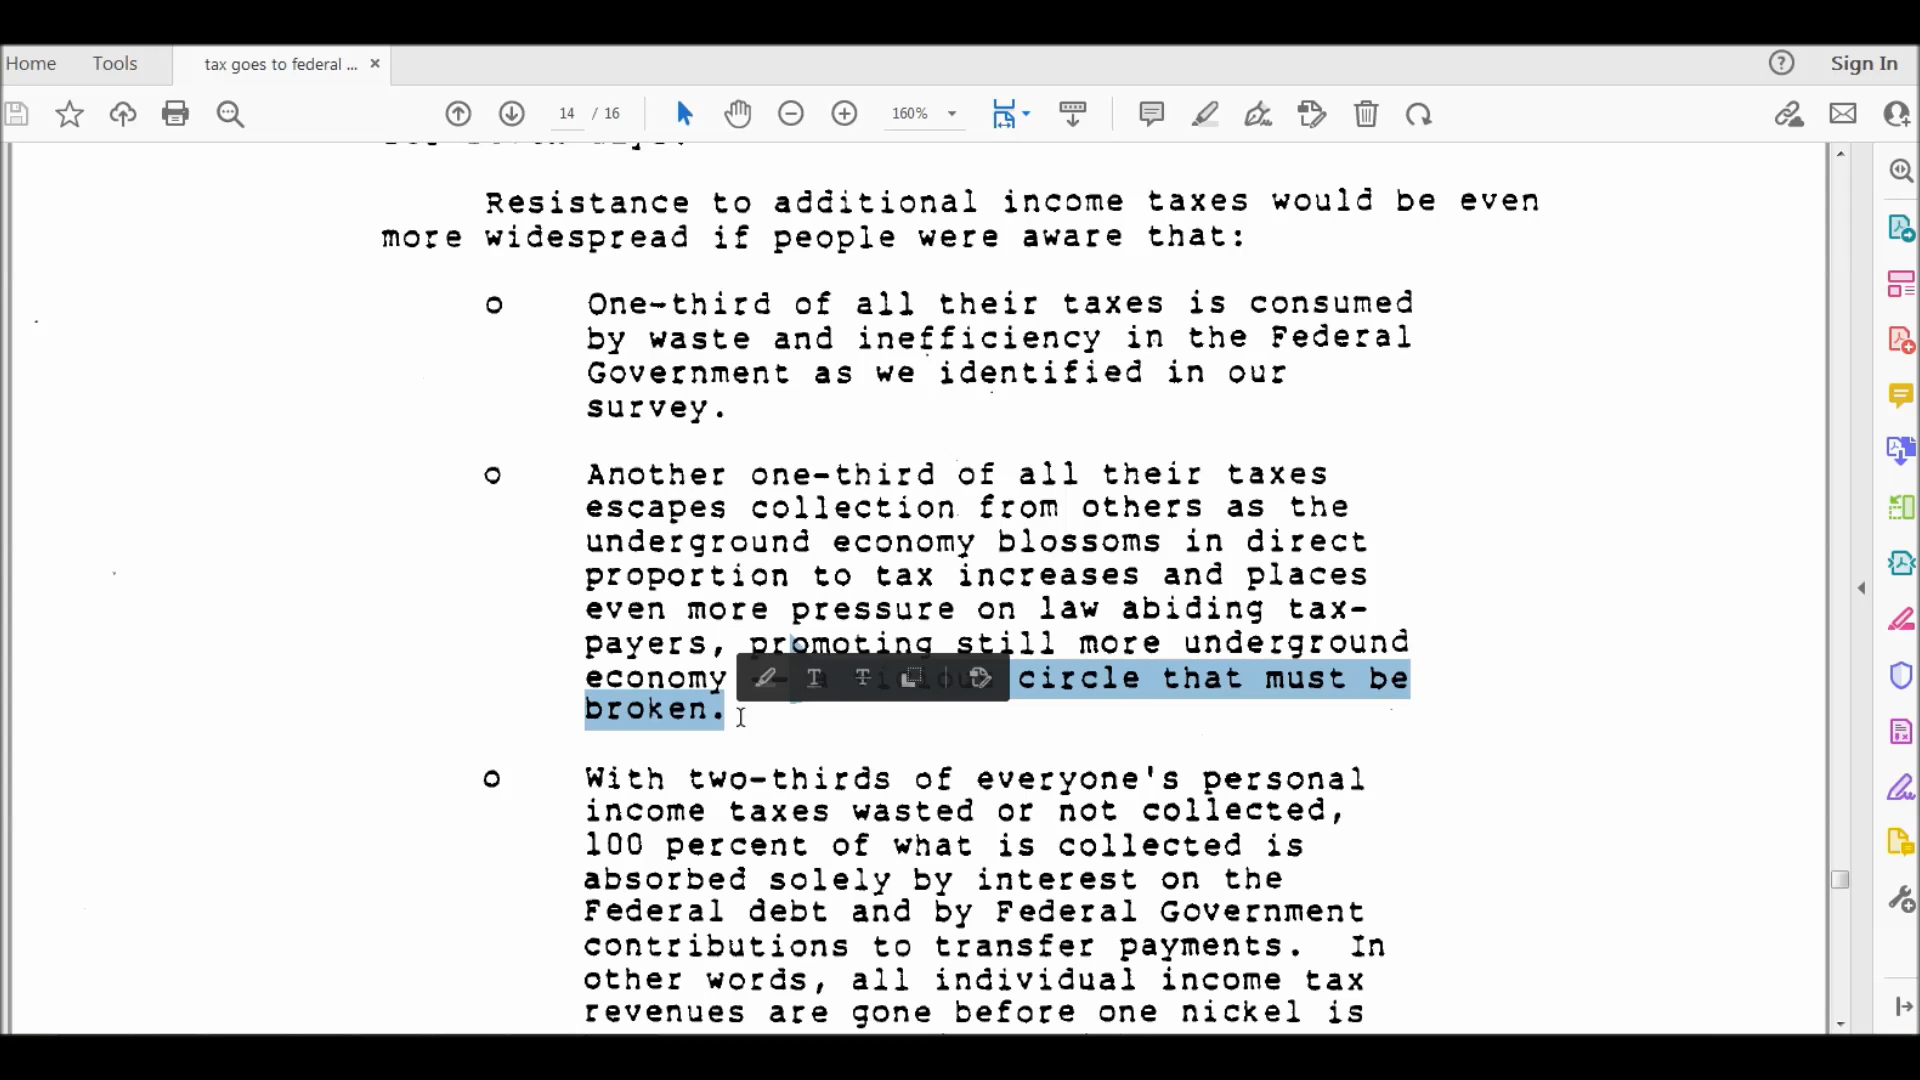 Home Tools tax goes to federal ... × ? Sign In
14 / 16 160%
Resistance to additional income taxes would be even
more widespread if people were aware that:
o One-third of all their taxes is consumed
by waste and inefficiency in the Federal
Government as we identified in our
survey.
o Another one-third of all their taxes
escapes collection from others as the
underground economy blossoms in direct
proportion to tax increases and places
even more pressure on law abiding tax-
payers, promoting still more underground
economy circle that must be
broken.
o With two-thirds of everyone's personal
income taxes wasted or not collected,
100 percent of what is collected is
absorbed solely by interest on the
Federal debt and by Federal Government
contributions to transfer payments. In
other words, all individual income tax
revenues are gone before one nickel is